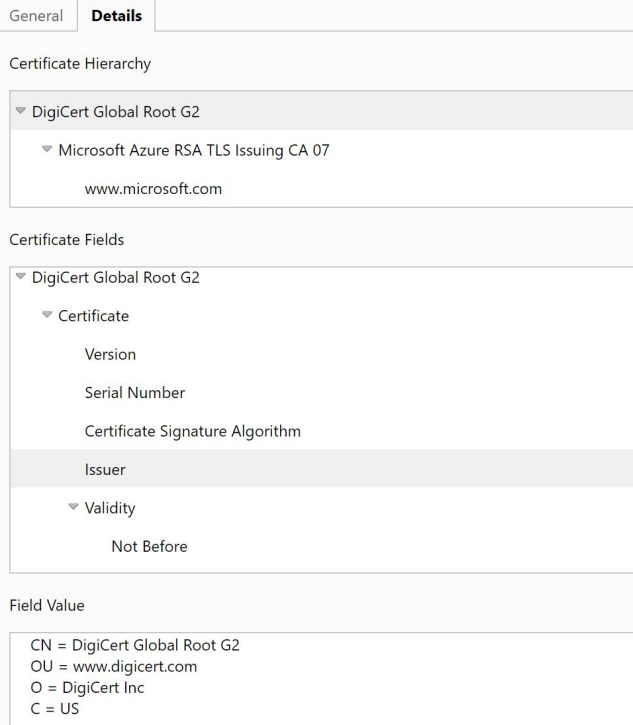 General Details
Certificate Hierarchy
DigiCert Global Root G2
Microsoft Azure RSA TLS Issuing CA 07
www.microsoft.com
Certificate Fields
DigiCert Global Root G2
Certificate
Version
Serial Number
Certificate Signature Algorithm
Issuer
Validity
Not Before
Field Value
CN = DigiCert Global Root G2
OU = www.digicert.com
O = DigiCert Inc
C = US